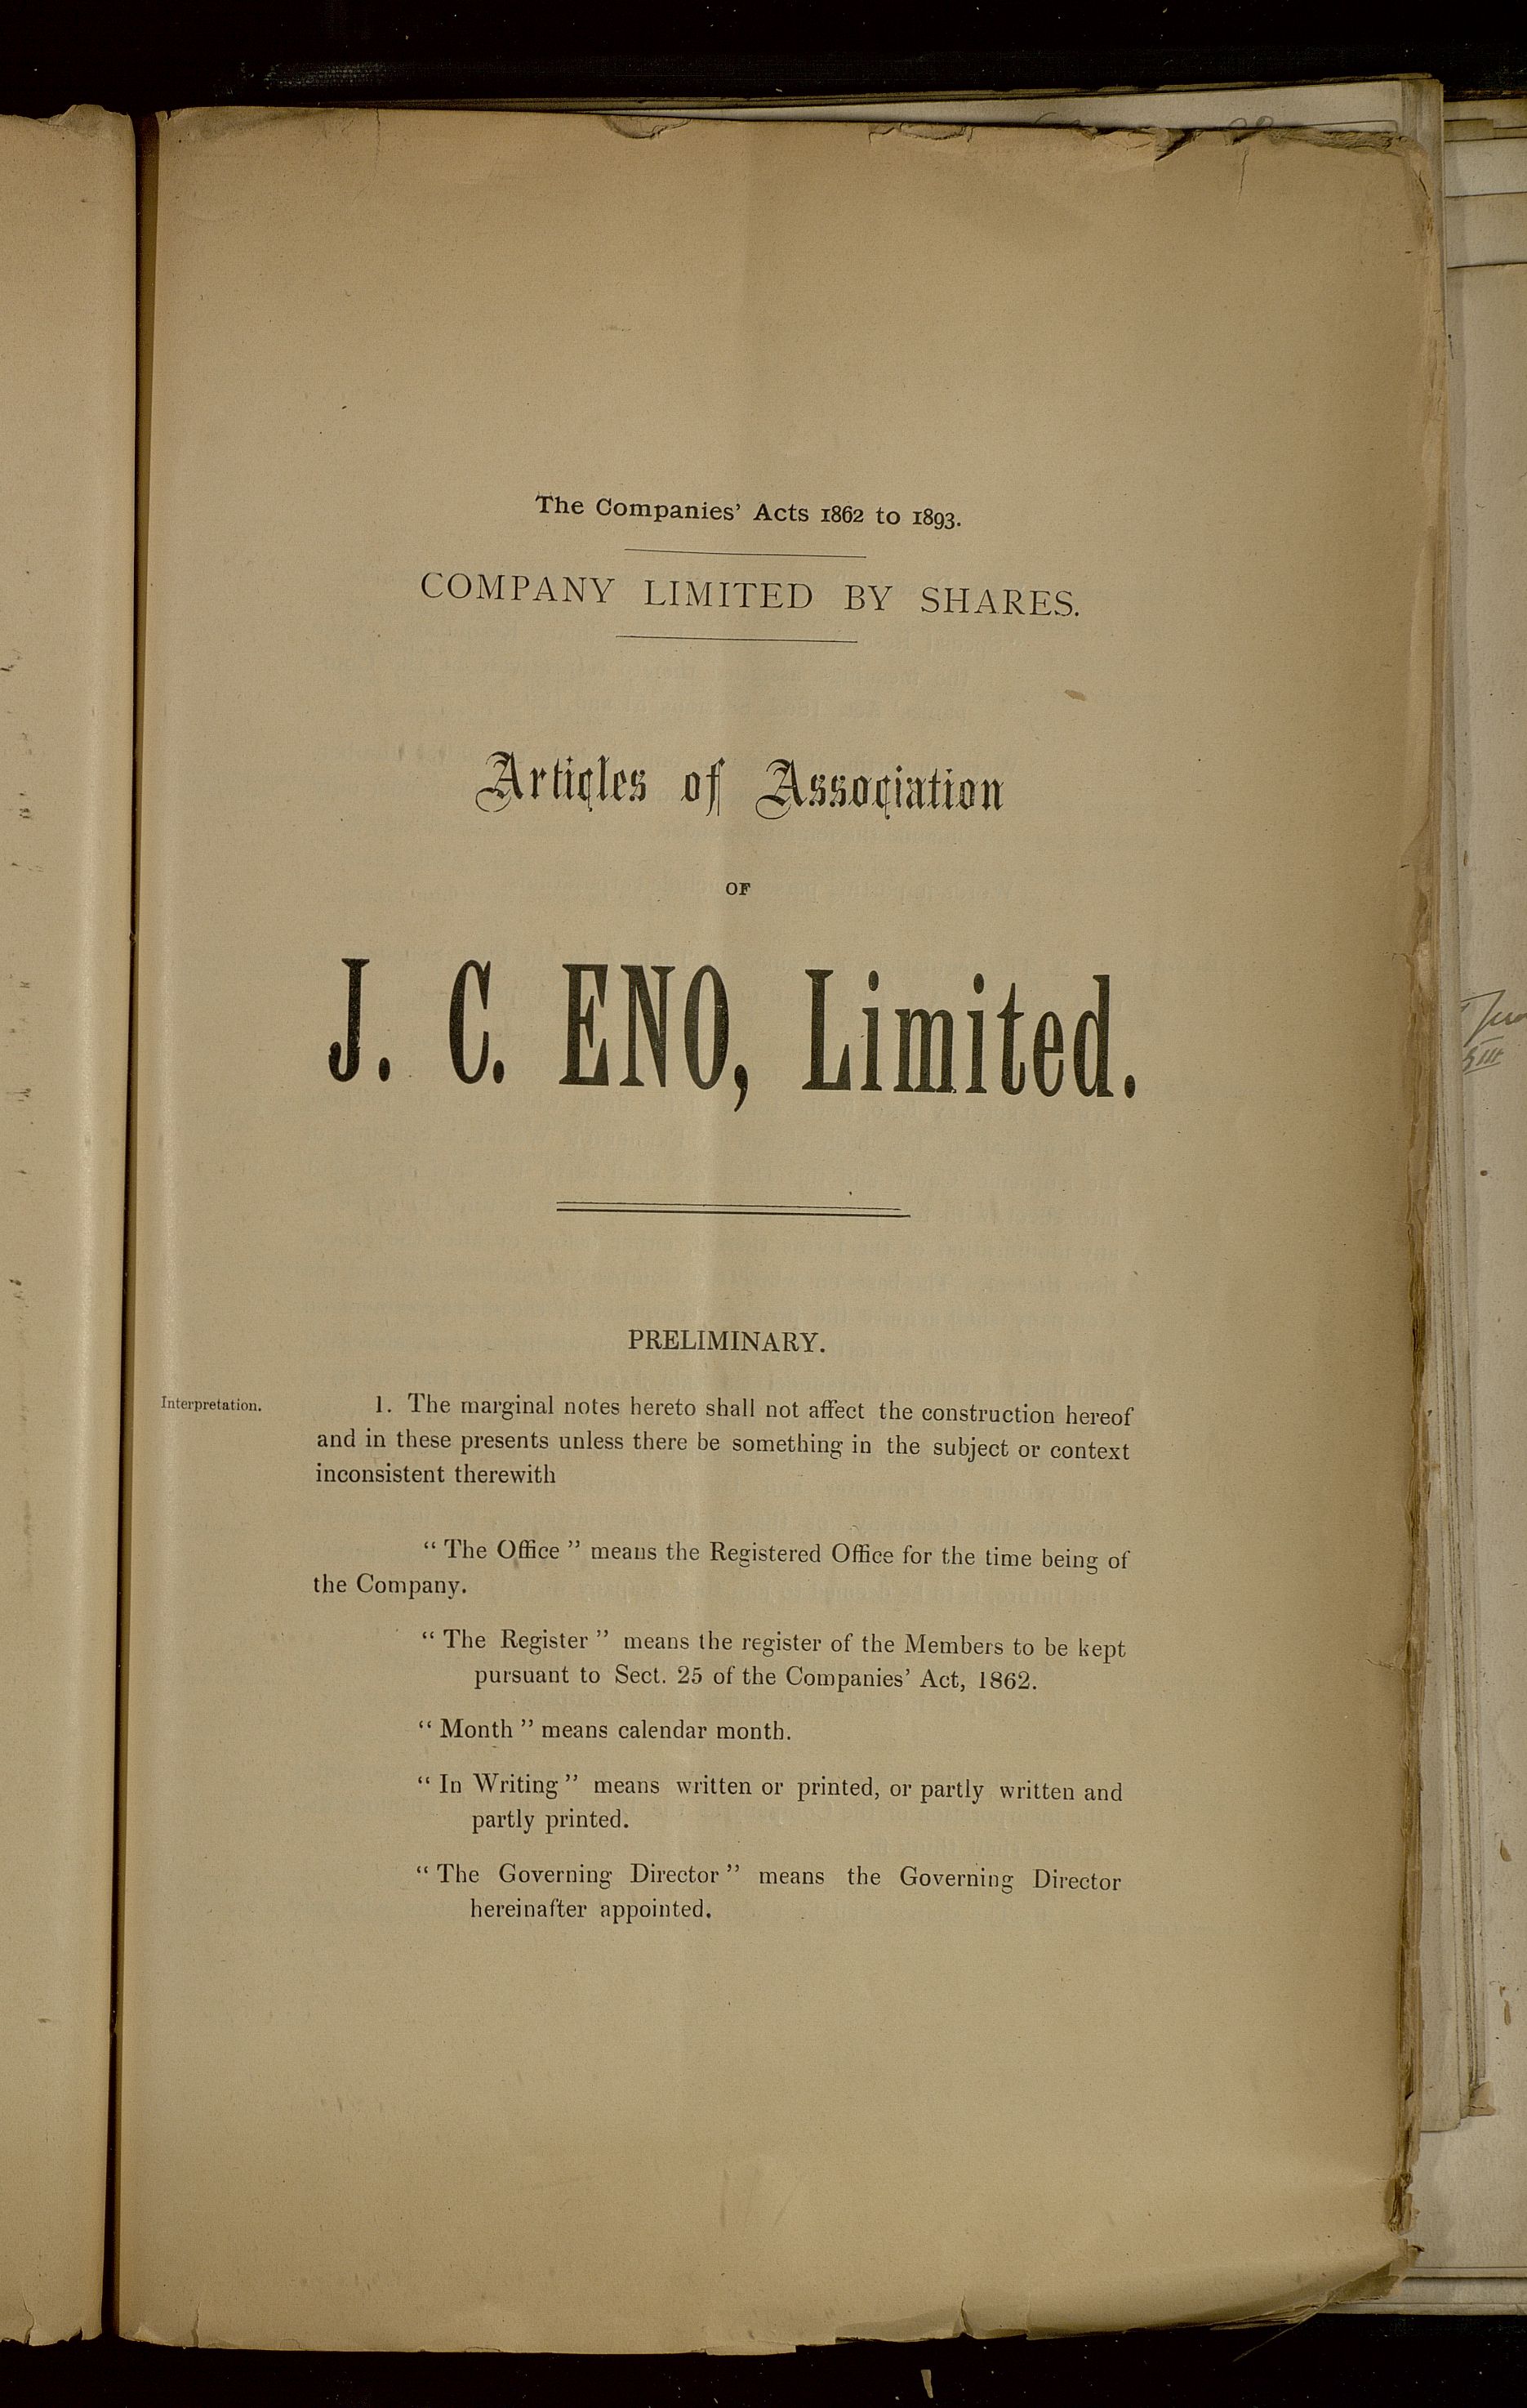 The Companies' Acts 1862 to 1893.
COMPANY LIMITED BY SHARES.
Articles of Association
OF
J. C. ENO, Limited.
PRELIMINARY.
Interpretation.
1. The marginal notes hereto shall not affect the construction hereof
and in these presents unless there be something in the subject or context
inconsistent therewith
“ The Office ” means the Registered Office for the time being of
the Company.
“ The Register ” means the register of the Members to be kept
pursuant to Sect. 25 of the Companies' Act, 1862.
“ Month ” means calendar month.
“ In Writing ” means written or printed, or partly written and
partly printed.
“ The Governing Director ” means the Governing Director
hereinafter appointed.